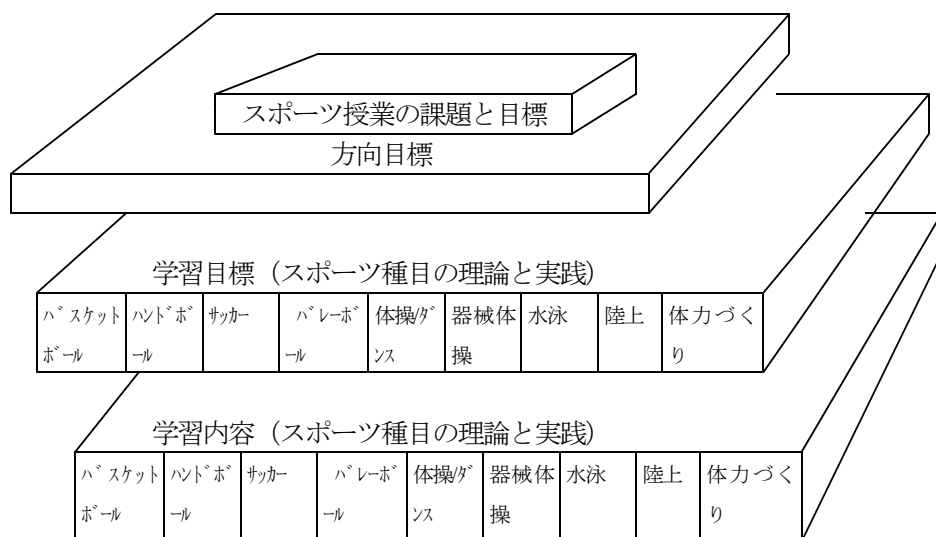 スポーツ授業の課題と目標
方向目標
学習目標（スポーツ種目の理論と実践）
バスケットボール
ハンドボール
サッカー
バレーボール
体操/ダンス
器械体操
水泳
陸上
体力づくり
学習内容（スポーツ種目の理論と実践）
バスケットボール
ハンドボール
サッカー
バレーボール
体操/ダンス
器械体操
水泳
陸上
体力づくり